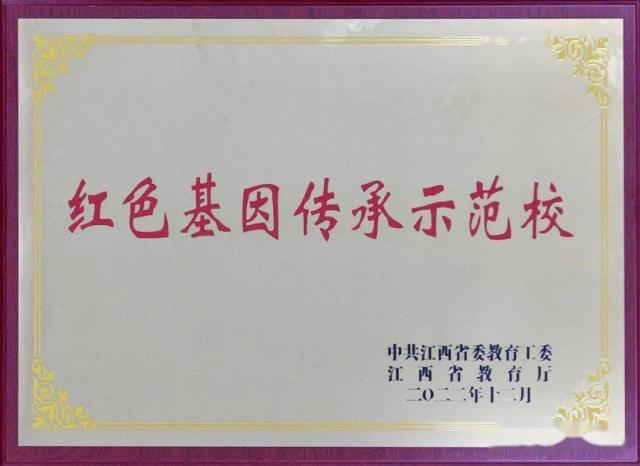 红色基因传承示范校
中共江西省委教育工委
江西省教育厅
二〇二二年十二月